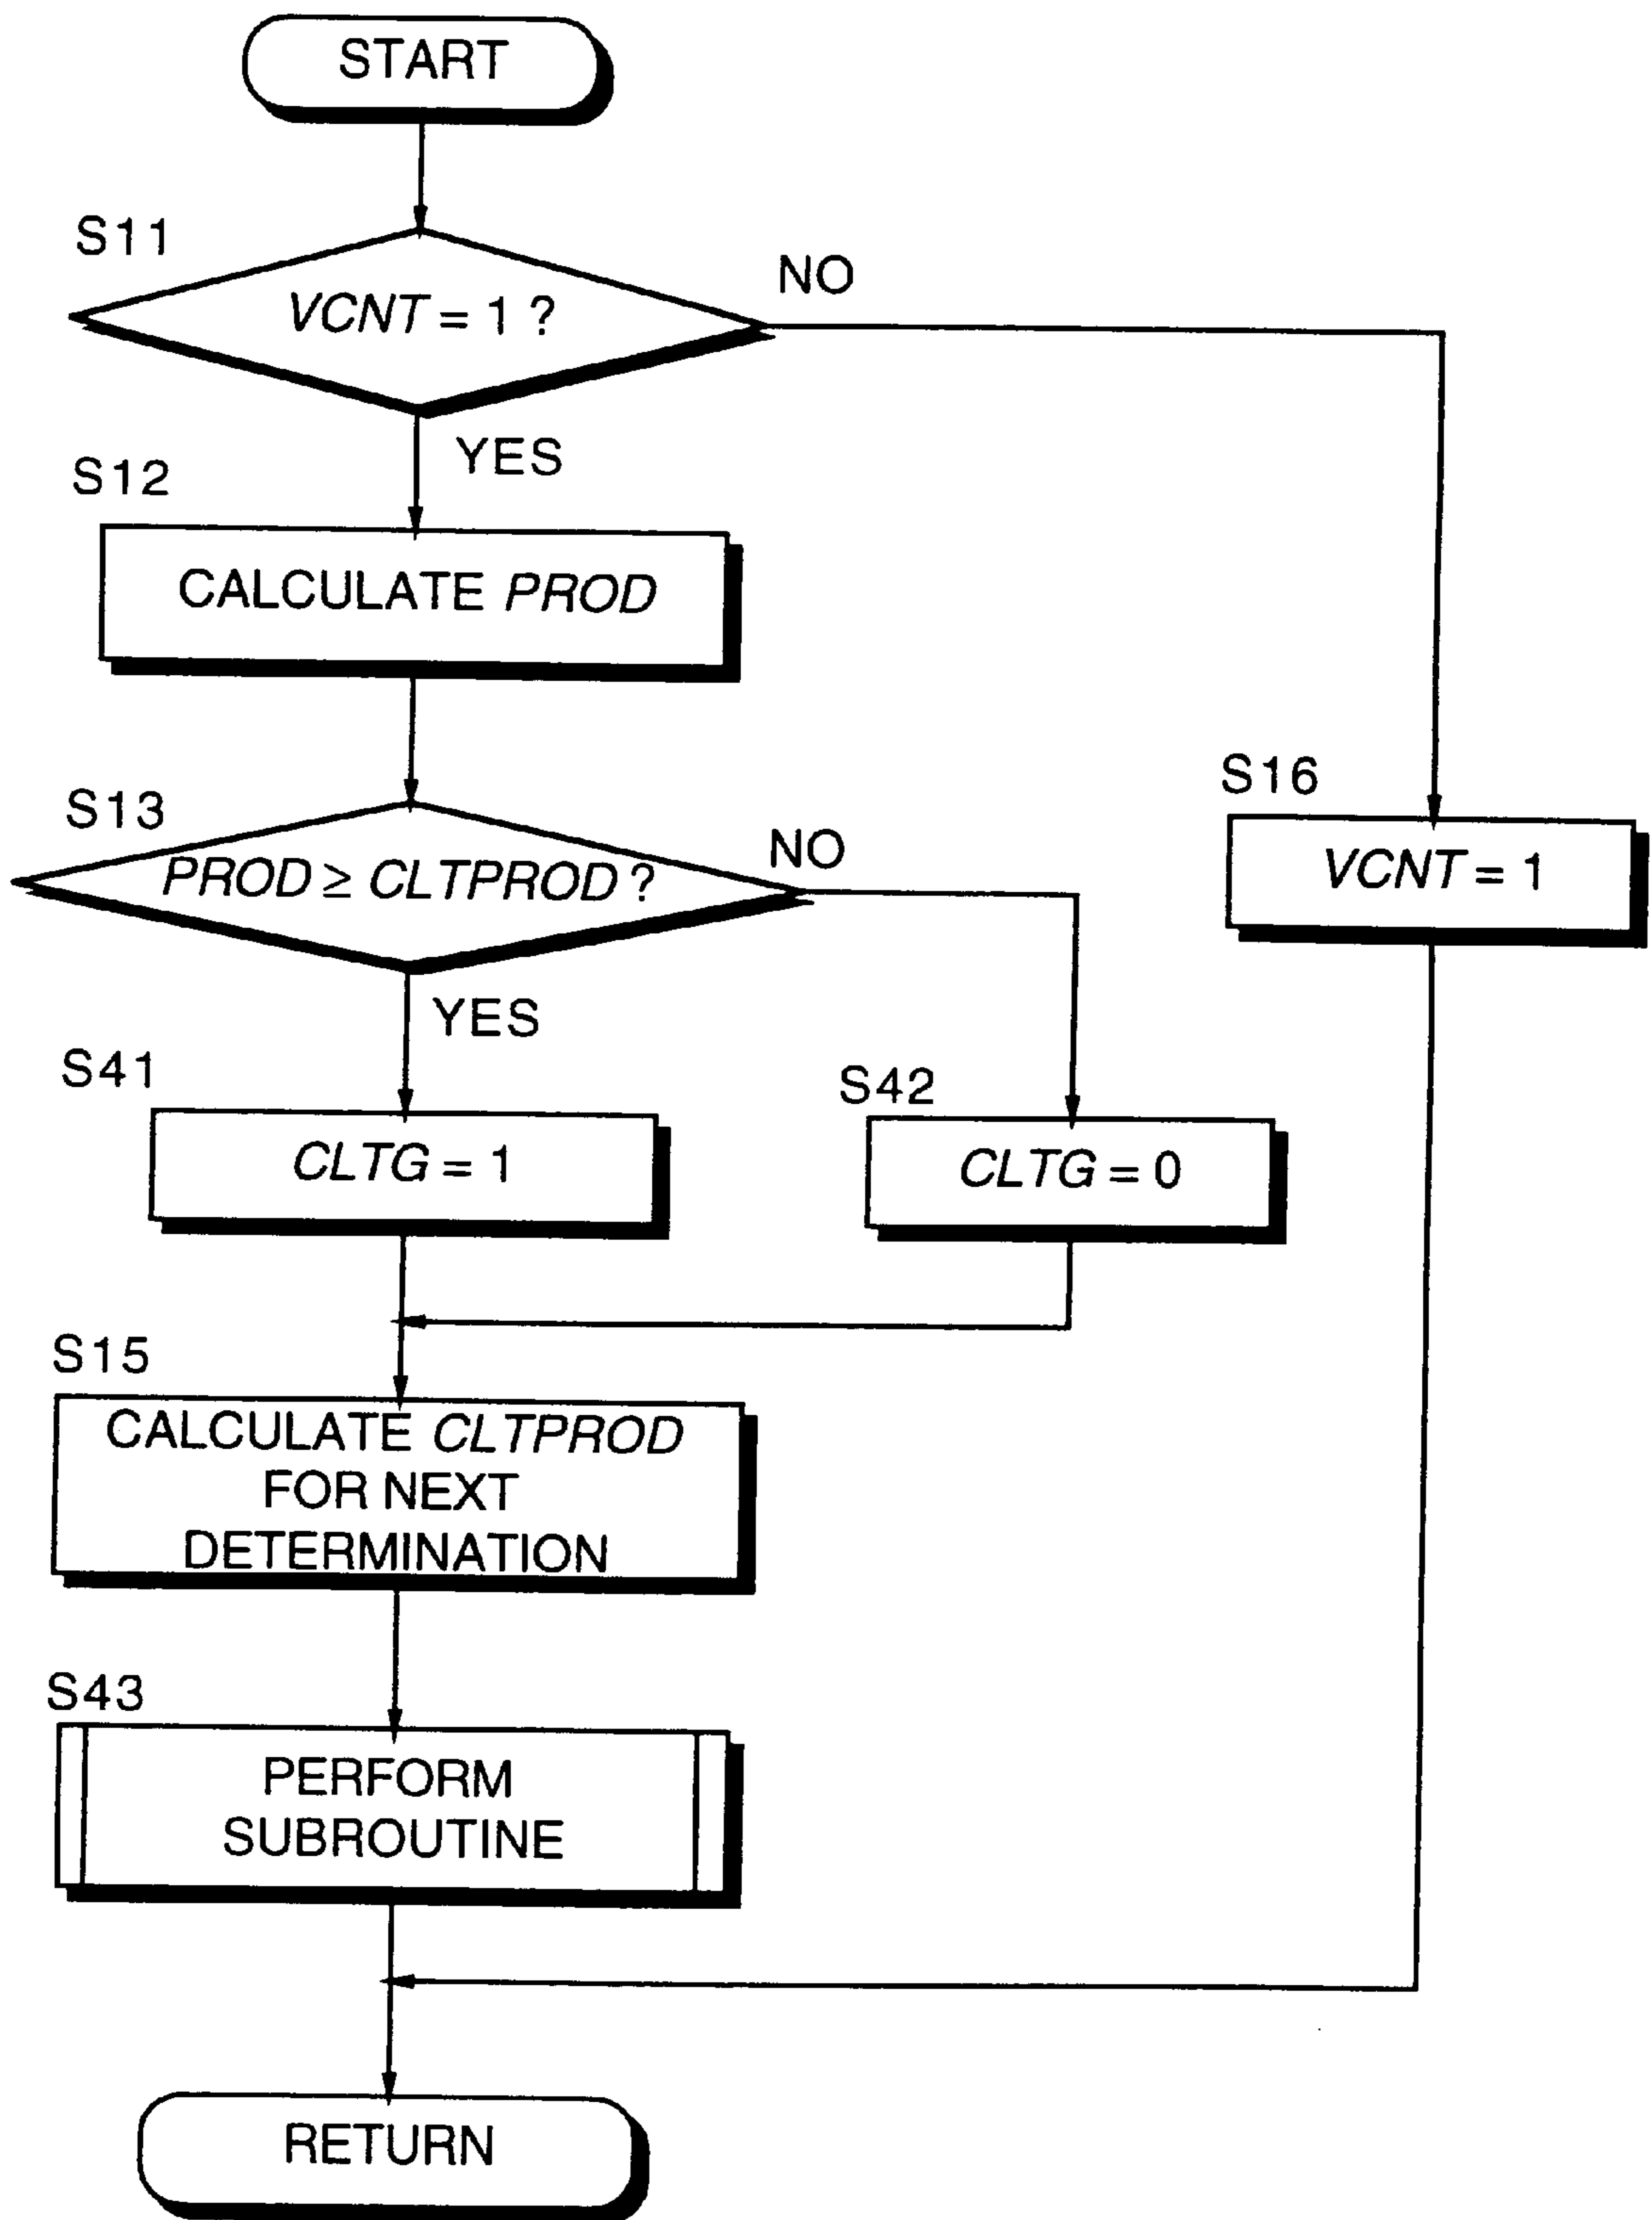 START
S11
VCNT = 1 ?
NO
YES
S12
CALCULATE PROD
S13
PROD ≥ CLTPROD ?
NO
S16
VCNT = 1
YES
S41
CLTG = 1
S42
CLTG = 0
S15
CALCULATE CLTPROD
FOR NEXT
DETERMINATION
S43
PERFORM
SUBROUTINE
RETURN